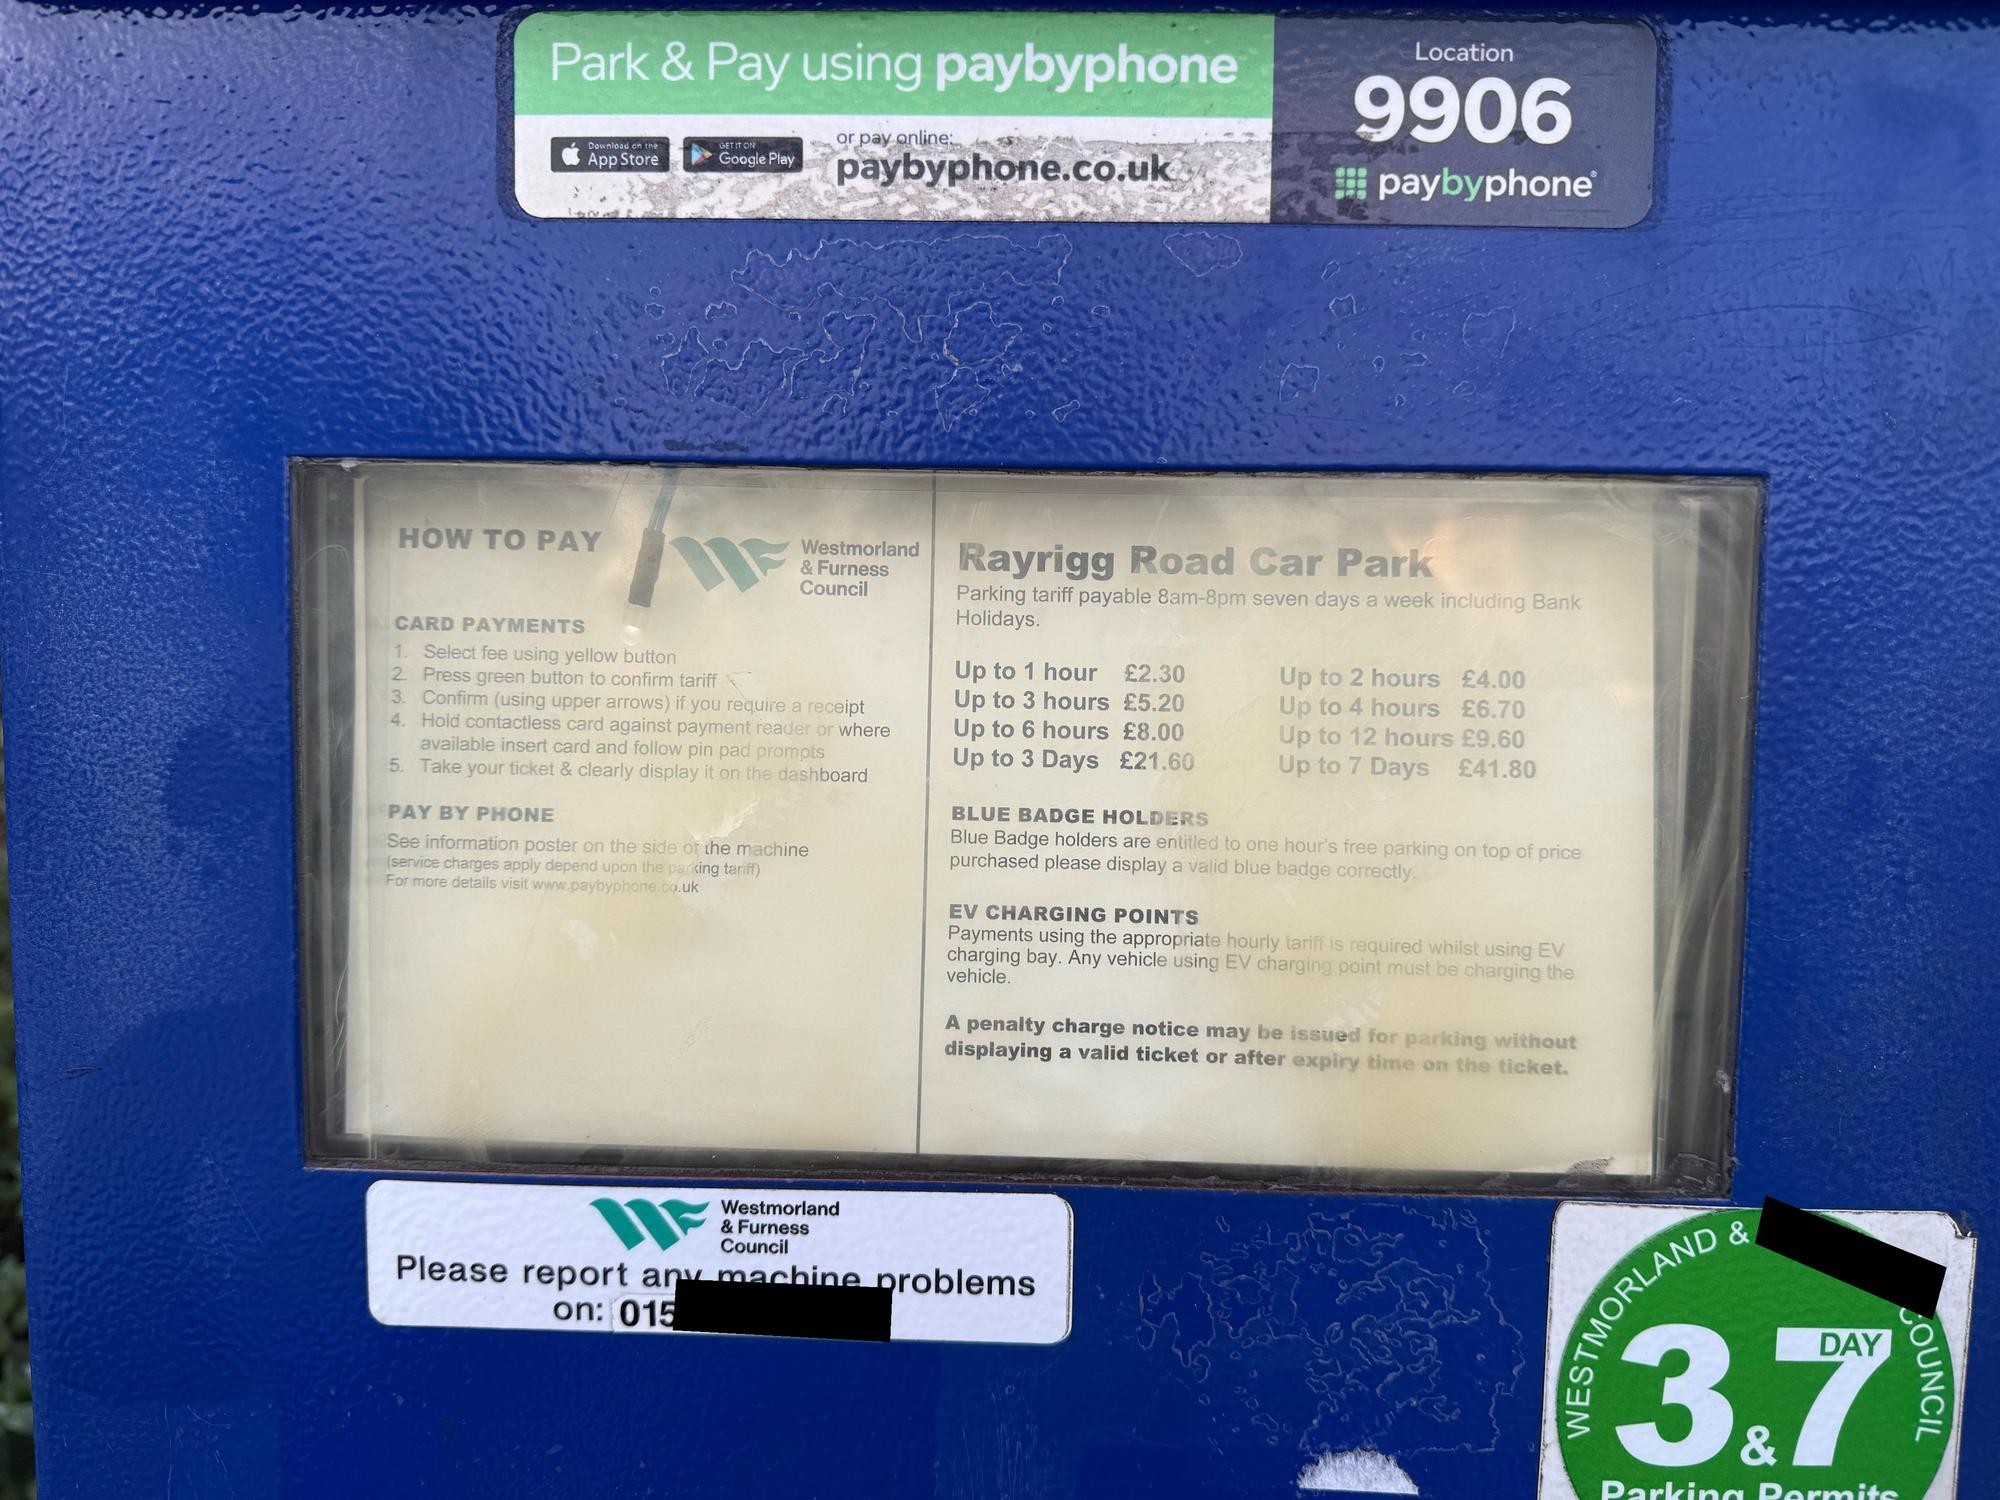 Park & Pay using paybyphone
Download on the
App Store
GET IT ON
Google Play
or pay online:
paybyphone.co.uk
Location
9906
paybyphone
HOW TO PAY
Westmorland
& Furness
Council
CARD PAYMENTS
1. Select fee using yellow button
2. Press green button to confirm tariff
3. Confirm (using upper arrows) if you require a receipt
4. Hold contactless card against payment reader or where
available insert card and follow pin pad prompts
5. Take your ticket & clearly display it on the dashboard
PAY BY PHONE
See information poster on the side of the machine
(service charges apply depend upon the parking tariff)
For more details visit www.paybyphone.co.uk
Rayrigg Road Car Park
Parking tariff payable 8am-8pm seven days a week including Bank
Holidays.
Up to 1 hour £2.30 Up to 2 hours £4.00
Up to 3 hours £5.20 Up to 4 hours £6.70
Up to 6 hours £8.00 Up to 12 hours £9.60
Up to 3 Days £21.60 Up to 7 Days £41.80
BLUE BADGE HOLDERS
Blue Badge holders are entitled to one hour's free parking on top of price
purchased please display a valid blue badge correctly.
EV CHARGING POINTS
Payments using the appropriate hourly tariff is required whilst using EV
charging bay. Any vehicle using EV charging point must be charging the
vehicle.
A penalty charge notice may be issued for parking without
displaying a valid ticket or after expiry time on the ticket.
Westmorland
& Furness
Council
Please report any machine problems
on: 015
WESTMORLAND & COUNCIL
3 & 7
DAY
Parking Permits